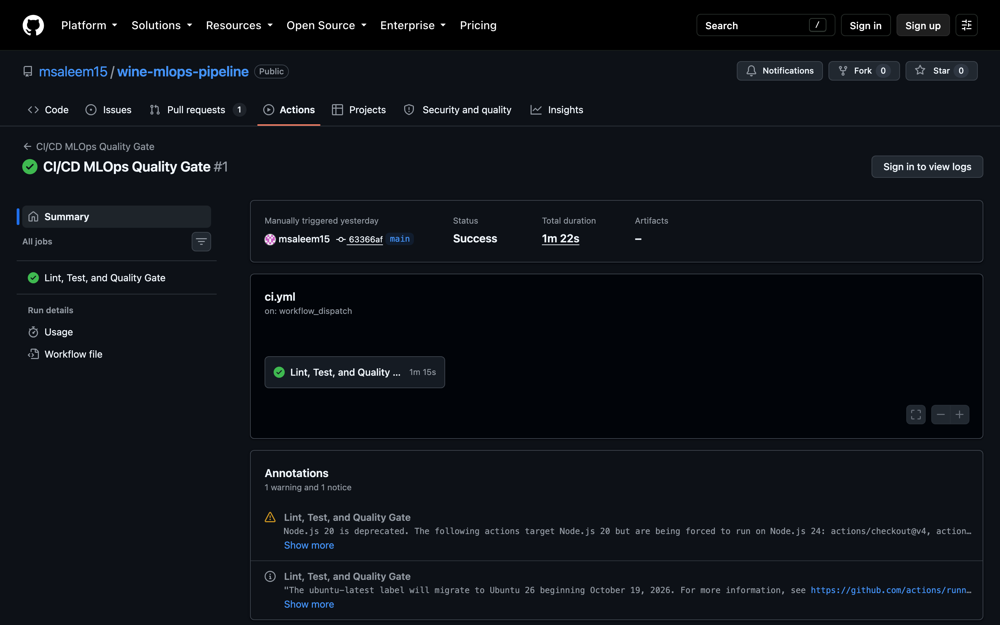 Platform Solutions Resources Open Source Enterprise Pricing Search / Sign in Sign up
msaleem15 / wine-mlops-pipeline Public Notifications Fork 0 Star 0
Code Issues Pull requests 1 Actions Projects Security and quality Insights
CI/CD MLOps Quality Gate
CI/CD MLOps Quality Gate #1
Sign in to view logs
Summary
All jobs
Lint, Test, and Quality Gate
Run details
Usage
Workflow file
Manually triggered yesterday Status Total duration Artifacts
msaleem15 63366af main Success 1m 22s –
ci.yml
on: workflow_dispatch
Lint, Test, and Quality ... 1m 15s
Annotations
1 warning and 1 notice
Lint, Test, and Quality Gate
Node.js 20 is deprecated. The following actions target Node.js 20 but are being forced to run on Node.js 24: actions/checkout@v4, action…
Show more
Lint, Test, and Quality Gate
"The ubuntu-latest label will migrate to Ubuntu 26 beginning October 19, 2026. For more information, see https://github.com/actions/runn…
Show more